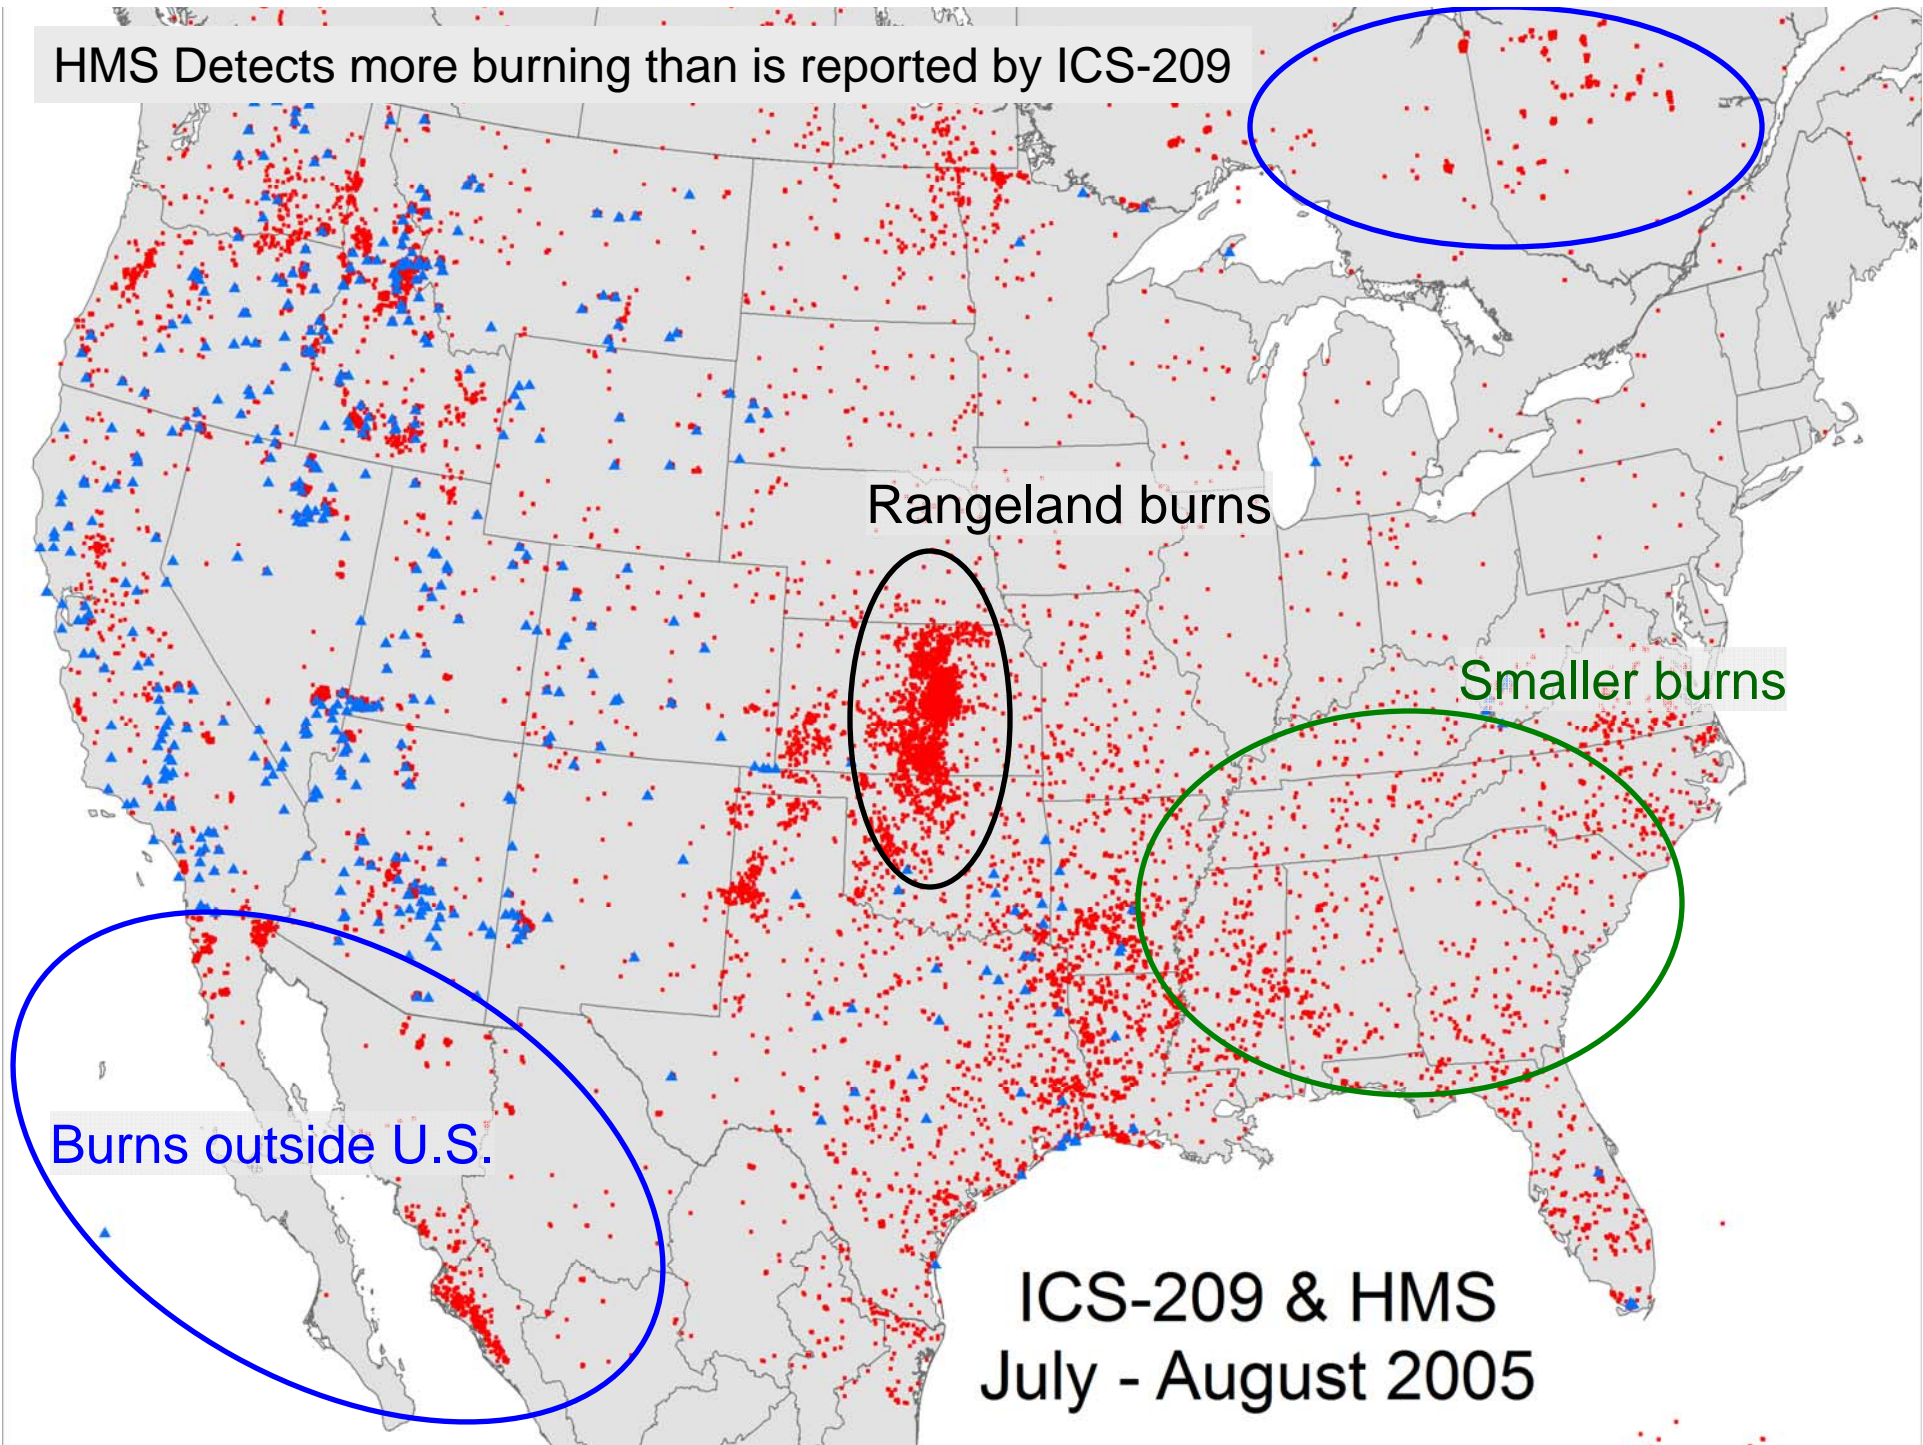 HMS Detects more burning than is reported by ICS-209
Rangeland burns
Smaller burns
Burns outside U.S.
ICS-209 & HMS
July - August 2005